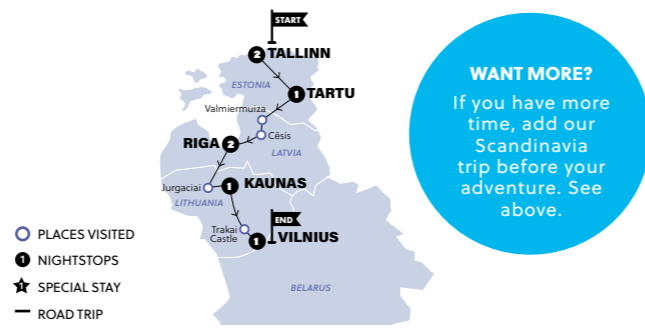 START
2 TALLINN
ESTONIA
1 TARTU
Valmiermuiza
Cēsis
RIGA 2
LATVIA
Jurgaciai
1 KAUNAS
LITHUANIA
END
Trakai
Castle
1 VILNIUS
BELARUS
PLACES VISITED
1 NIGHTSTOPS
1 SPECIAL STAY
ROAD TRIP
WANT MORE?
If you have more
time, add our
Scandinavia
trip before your
adventure. See
above.